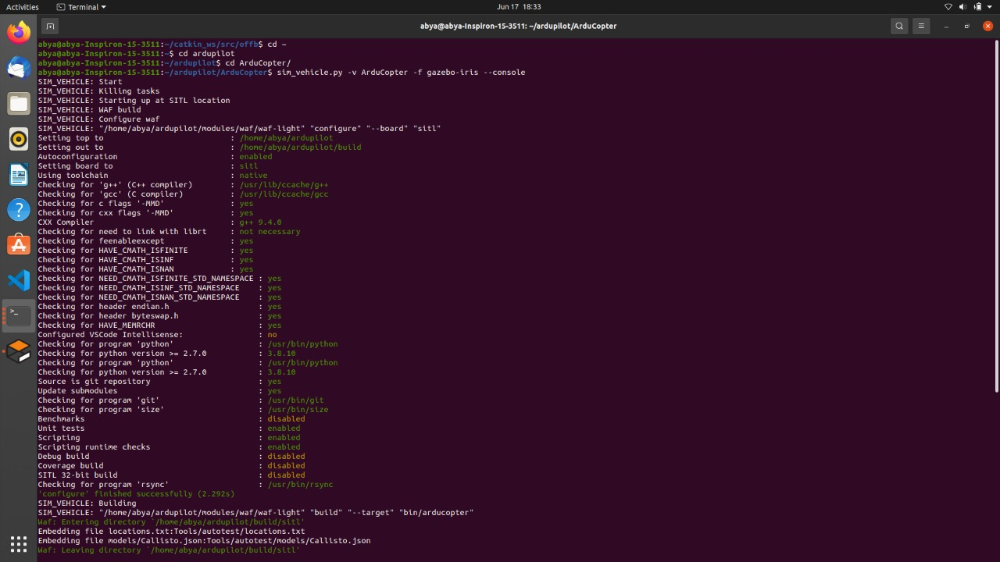 Activities
Terminal
Jun 17 18:33
abya@abya-Inspiron-15-3511: ~/ardupilot/ArduCopter
abya@abya-Inspiron-15-3511:~/catkin_ws/src/offb$ cd ~
abya@abya-Inspiron-15-3511:~$ cd ardupilot
abya@abya-Inspiron-15-3511:~/ardupilot$ cd ArduCopter/
abya@abya-Inspiron-15-3511:~/ardupilot/ArduCopter$ sim_vehicle.py -v ArduCopter -f gazebo-iris --console
SIM_VEHICLE: Start
SIM_VEHICLE: Killing tasks
SIM_VEHICLE: Starting up at SITL location
SIM_VEHICLE: WAF build
SIM_VEHICLE: Configure waf
SIM_VEHICLE: "/home/abya/ardupilot/modules/waf/waf-light" "configure" "--board" "sitl"
Setting top to : /home/abya/ardupilot
Setting out to : /home/abya/ardupilot/build
Autoconfiguration : enabled
Setting board to : sitl
Using toolchain : native
Checking for 'g++' (C++ compiler) : /usr/lib/ccache/g++
Checking for 'gcc' (C compiler) : /usr/lib/ccache/gcc
Checking for c flags '-MMD' : yes
Checking for cxx flags '-MMD' : yes
CXX Compiler : g++ 9.4.0
Checking for need to link with librt : not necessary
Checking for feenableexcept : yes
Checking for HAVE_CMATH_ISFINITE : yes
Checking for HAVE_CMATH_ISINF : yes
Checking for HAVE_CMATH_ISNAN : yes
Checking for NEED_CMATH_ISFINITE_STD_NAMESPACE : yes
Checking for NEED_CMATH_ISINF_STD_NAMESPACE : yes
Checking for NEED_CMATH_ISNAN_STD_NAMESPACE : yes
Checking for header endian.h : yes
Checking for header byteswap.h : yes
Checking for HAVE_MEMRCHR : yes
Configured VSCode Intellisense: : no
Checking for program 'python' : /usr/bin/python
Checking for python version >= 2.7.0 : 3.8.10
Checking for program 'python' : /usr/bin/python
Checking for python version >= 2.7.0 : 3.8.10
Source is git repository : yes
Update submodules : yes
Checking for program 'git' : /usr/bin/git
Checking for program 'size' : /usr/bin/size
Benchmarks : disabled
Unit tests : enabled
Scripting : enabled
Scripting runtime checks : enabled
Debug build : disabled
Coverage build : disabled
SITL 32-bit build : disabled
Checking for program 'rsync' : /usr/bin/rsync
'configure' finished successfully (2.292s)
SIM_VEHICLE: Building
SIM_VEHICLE: "/home/abya/ardupilot/modules/waf/waf-light" "build" "--target" "bin/arducopter"
Waf: Entering directory `/home/abya/ardupilot/build/sitl'
Embedding file locations.txt:Tools/autotest/locations.txt
Embedding file models/Callisto.json:Tools/autotest/models/Callisto.json
Waf: Leaving directory `/home/abya/ardupilot/build/sitl'